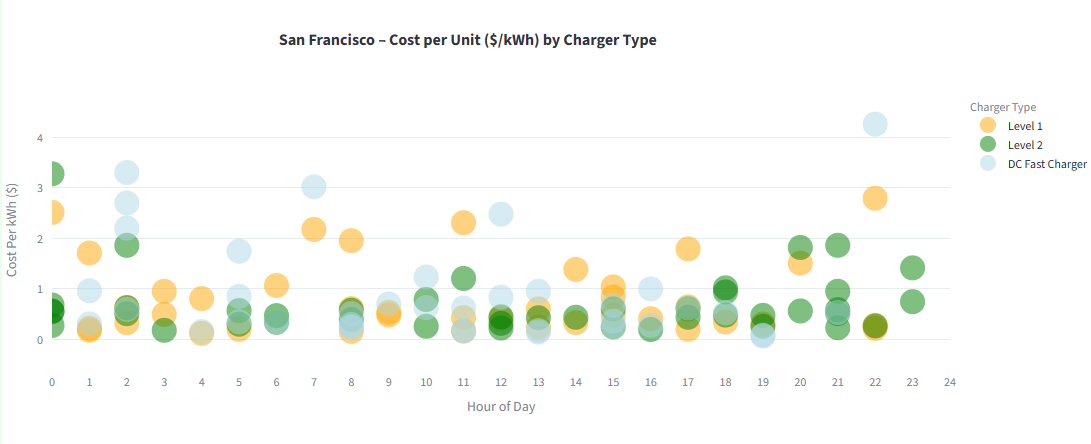 San Francisco – Cost per Unit ($/kWh) by Charger Type
Charger Type
Level 1
Level 2
DC Fast Charger
Cost Per kWh ($)
4
3
2
1
0
0 1 2 3 4 5 6 7 8 9 10 11 12 13 14 15 16 17 18 19 20 21 22 23 24
Hour of Day